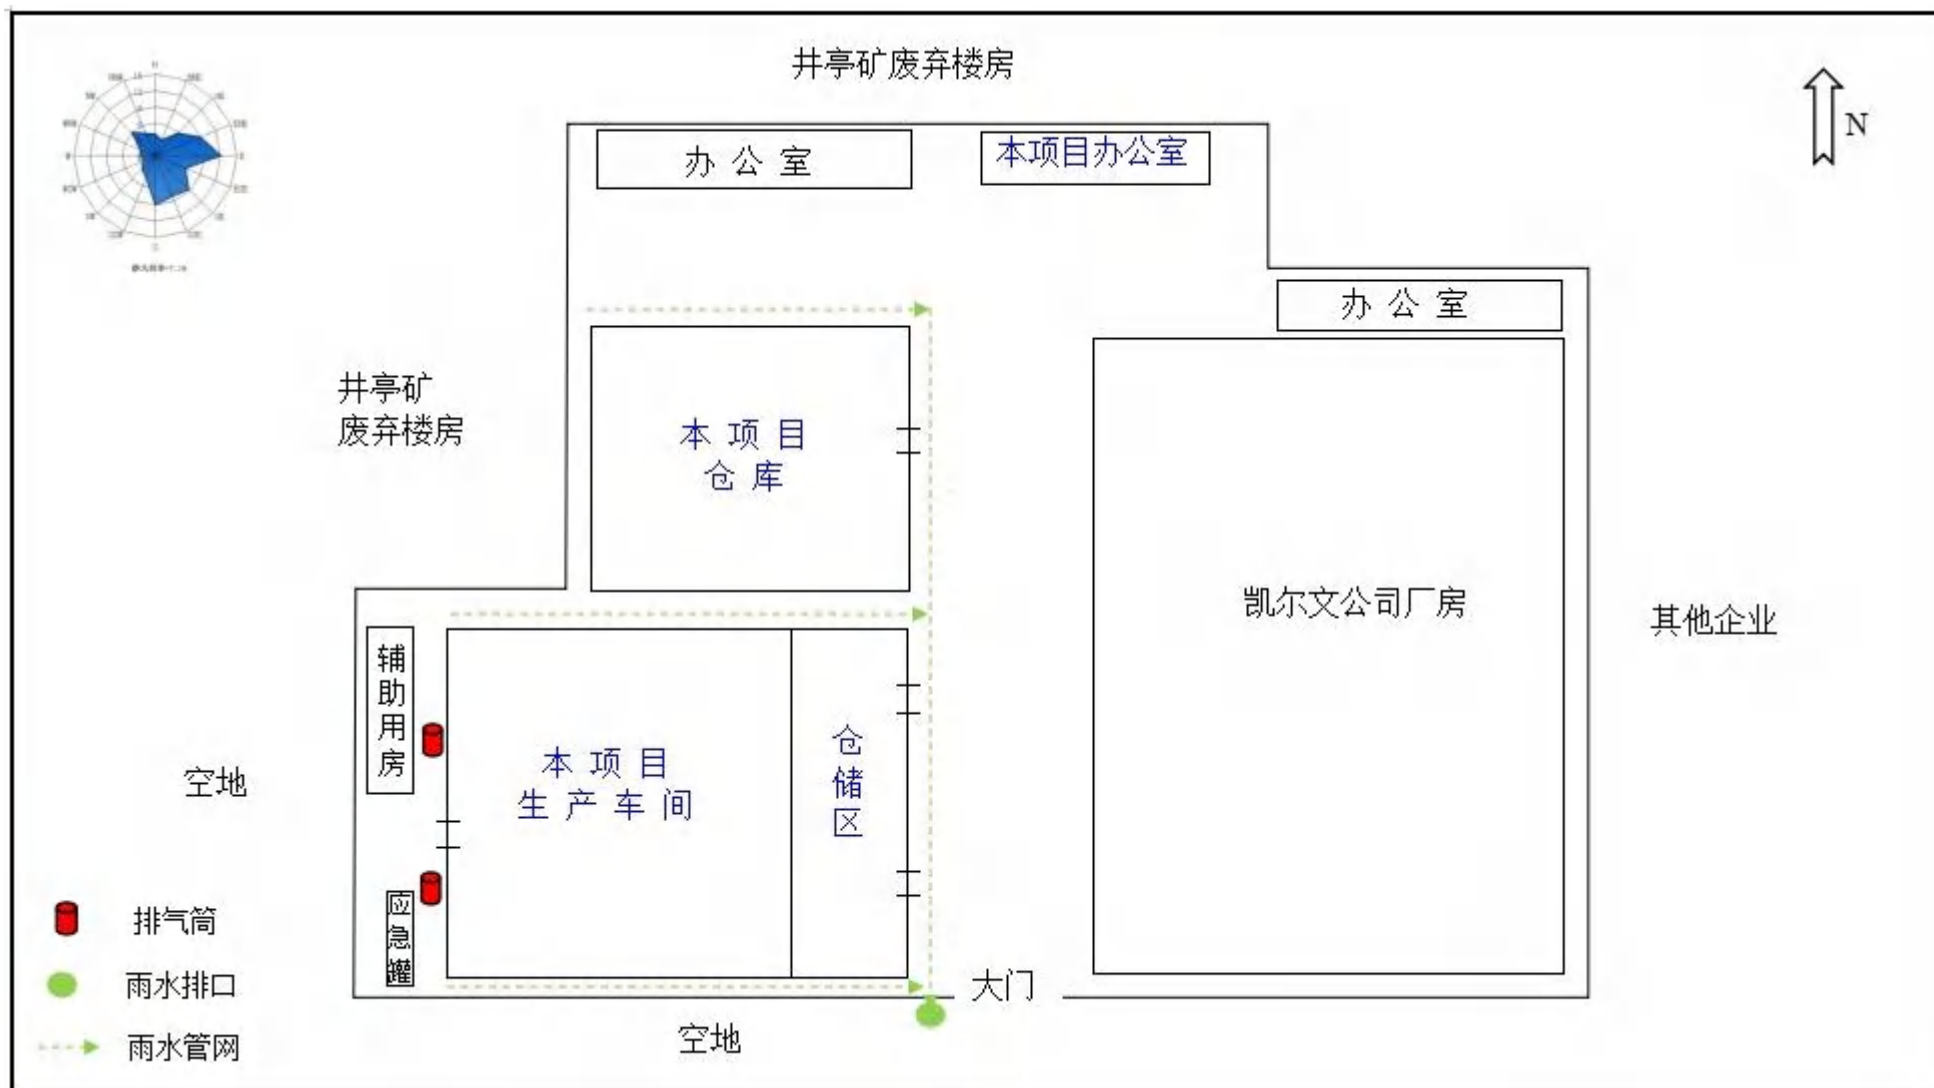 井亭矿废弃楼房
N
办公室
本项目办公室
办公室
井亭矿
废弃楼房
本项目
仓库
凯尔文公司厂房
其他企业
辅助用房
本项目
生产车间
仓储区
空地
应急罐
排气筒
雨水排口
大门
雨水管网
空地